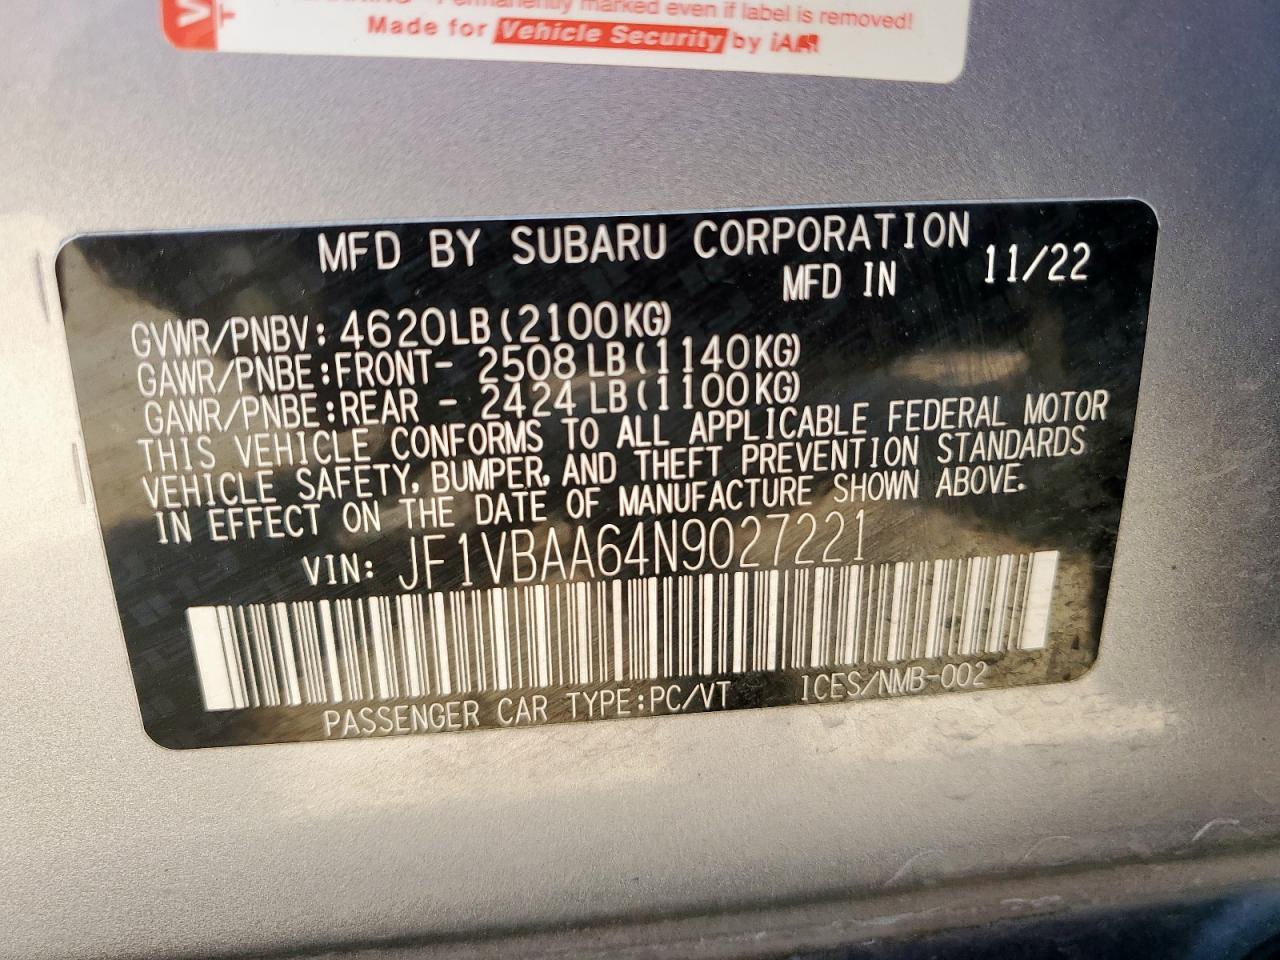 Permanently marked even if label is removed!
Made for Vehicle Security by
MFD BY SUBARU CORPORATION
MFD IN 11/22
GVWR/PNBV: 4620LB(2100KG)
GAWR/PNBE:FRONT- 2508LB(1140KG)
GAWR/PNBE:REAR - 2424LB(1100KG)
THIS VEHICLE CONFORMS TO ALL APPLICABLE FEDERAL MOTOR
VEHICLE SAFETY, BUMPER, AND THEFT PREVENTION STANDARDS
IN EFFECT ON THE DATE OF MANUFACTURE SHOWN ABOVE.
VIN: JF1VBAA64N9027221
PASSENGER CAR TYPE:PC/VT ICES/NMB-002